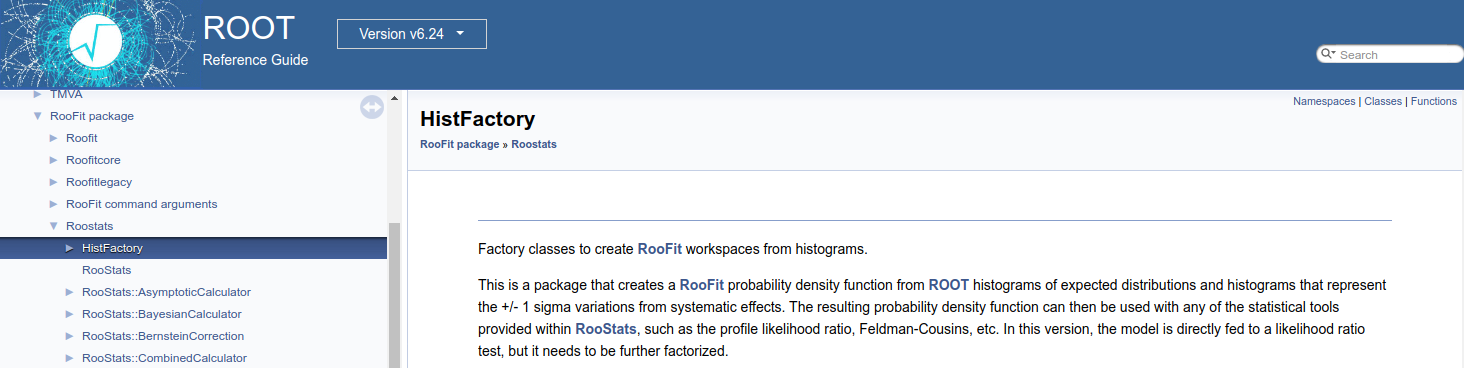 ROOT
Reference Guide
Version v6.24
Search
TMVA
RooFit package
Roofit
Roofitcore
Roofitlegacy
RooFit command arguments
Roostats
HistFactory
RooStats
RooStats::AsymptoticCalculator
RooStats::BayesianCalculator
RooStats::BernsteinCorrection
RooStats::CombinedCalculator
Namespaces | Classes | Functions
HistFactory
RooFit package » Roostats
Factory classes to create RooFit workspaces from histograms.
This is a package that creates a RooFit probability density function from ROOT histograms of expected distributions and histograms that represent
the +/- 1 sigma variations from systematic effects. The resulting probability density function can then be used with any of the statistical tools
provided within RooStats, such as the profile likelihood ratio, Feldman-Cousins, etc. In this version, the model is directly fed to a likelihood ratio
test, but it needs to be further factorized.